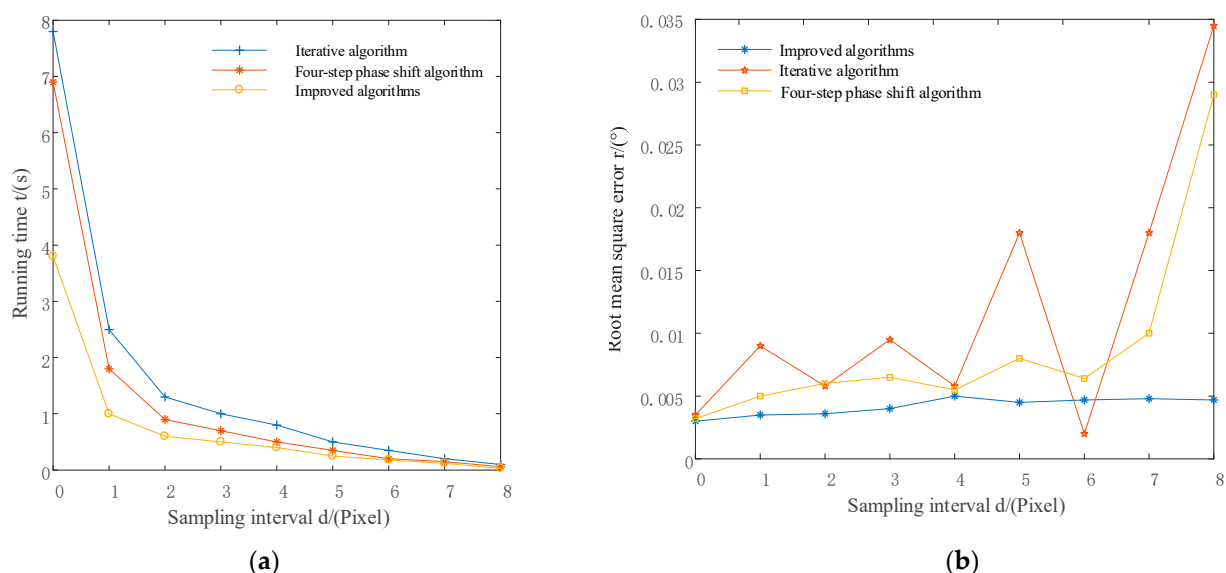 8
7
6
5
4
3
2
1
0
Running time t/(s)
Iterative algorithm
Four-step phase shift algorithm
Improved algorithms
0 1 2 3 4 5 6 7 8
Sampling interval d/(Pixel)
(a)
0.035
0.03
0.025
0.02
0.015
0.01
0.005
0
Root mean square error r/(°)
Improved algorithms
Iterative algorithm
Four-step phase shift algorithm
0 1 2 3 4 5 6 7 8
Sampling interval d/(Pixel)
(b)